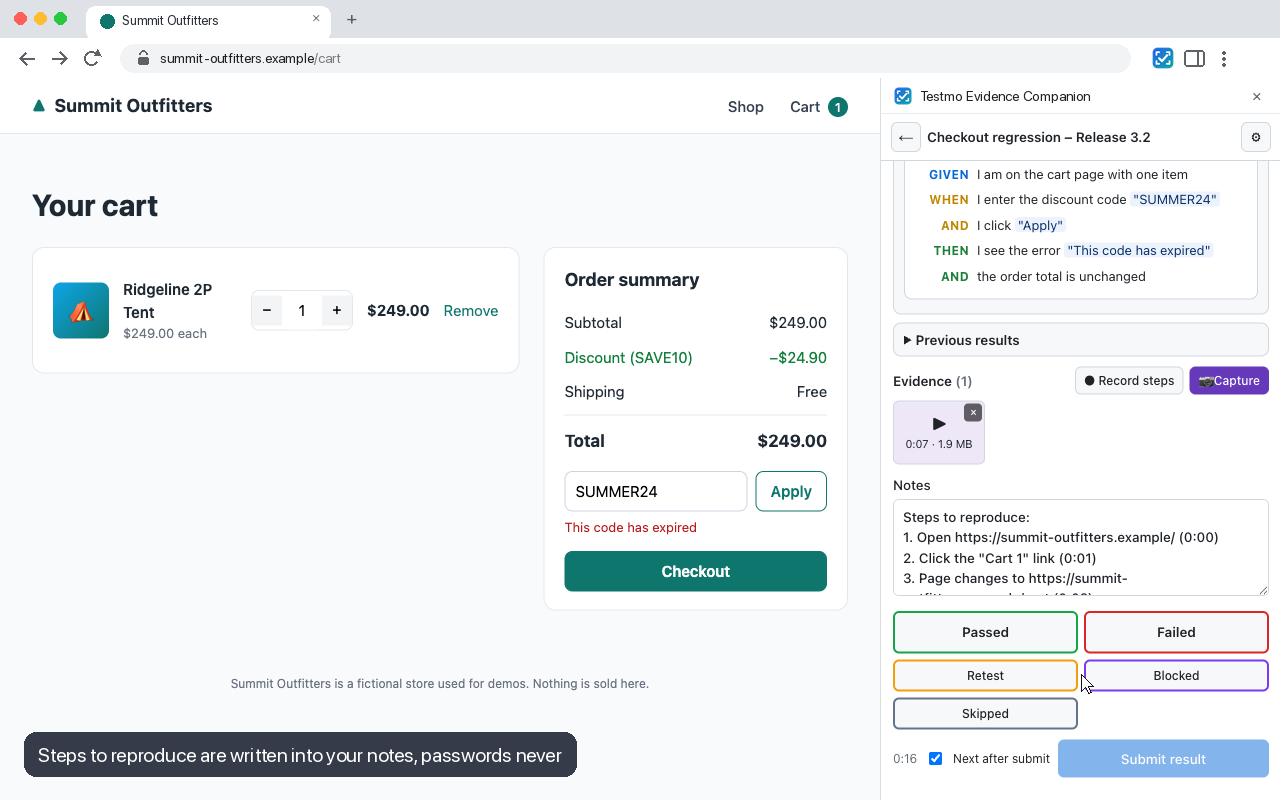 Summit Outfitters
summit-outfitters.example/cart
Summit Outfitters
Shop
Cart 1
Your cart
Ridgeline 2P
Tent
$249.00 each
− 1 + $249.00 Remove
Order summary
Subtotal $249.00
Discount (SAVE10) −$24.90
Shipping Free
Total $249.00
SUMMER24 Apply
This code has expired
Checkout
Summit Outfitters is a fictional store used for demos. Nothing is sold here.
Steps to reproduce are written into your notes, passwords never
Testmo Evidence Companion
Checkout regression – Release 3.2
GIVEN I am on the cart page with one item
WHEN I enter the discount code "SUMMER24"
AND I click "Apply"
THEN I see the error "This code has expired"
AND the order total is unchanged
Previous results
Evidence (1) Record steps Capture
0:07 · 1.9 MB
Notes
Steps to reproduce:
1. Open https://summit-outfitters.example/ (0:00)
2. Click the "Cart 1" link (0:01)
3. Page changes to https://summit-
Passed Failed
Retest Blocked
Skipped
0:16 Next after submit Submit result